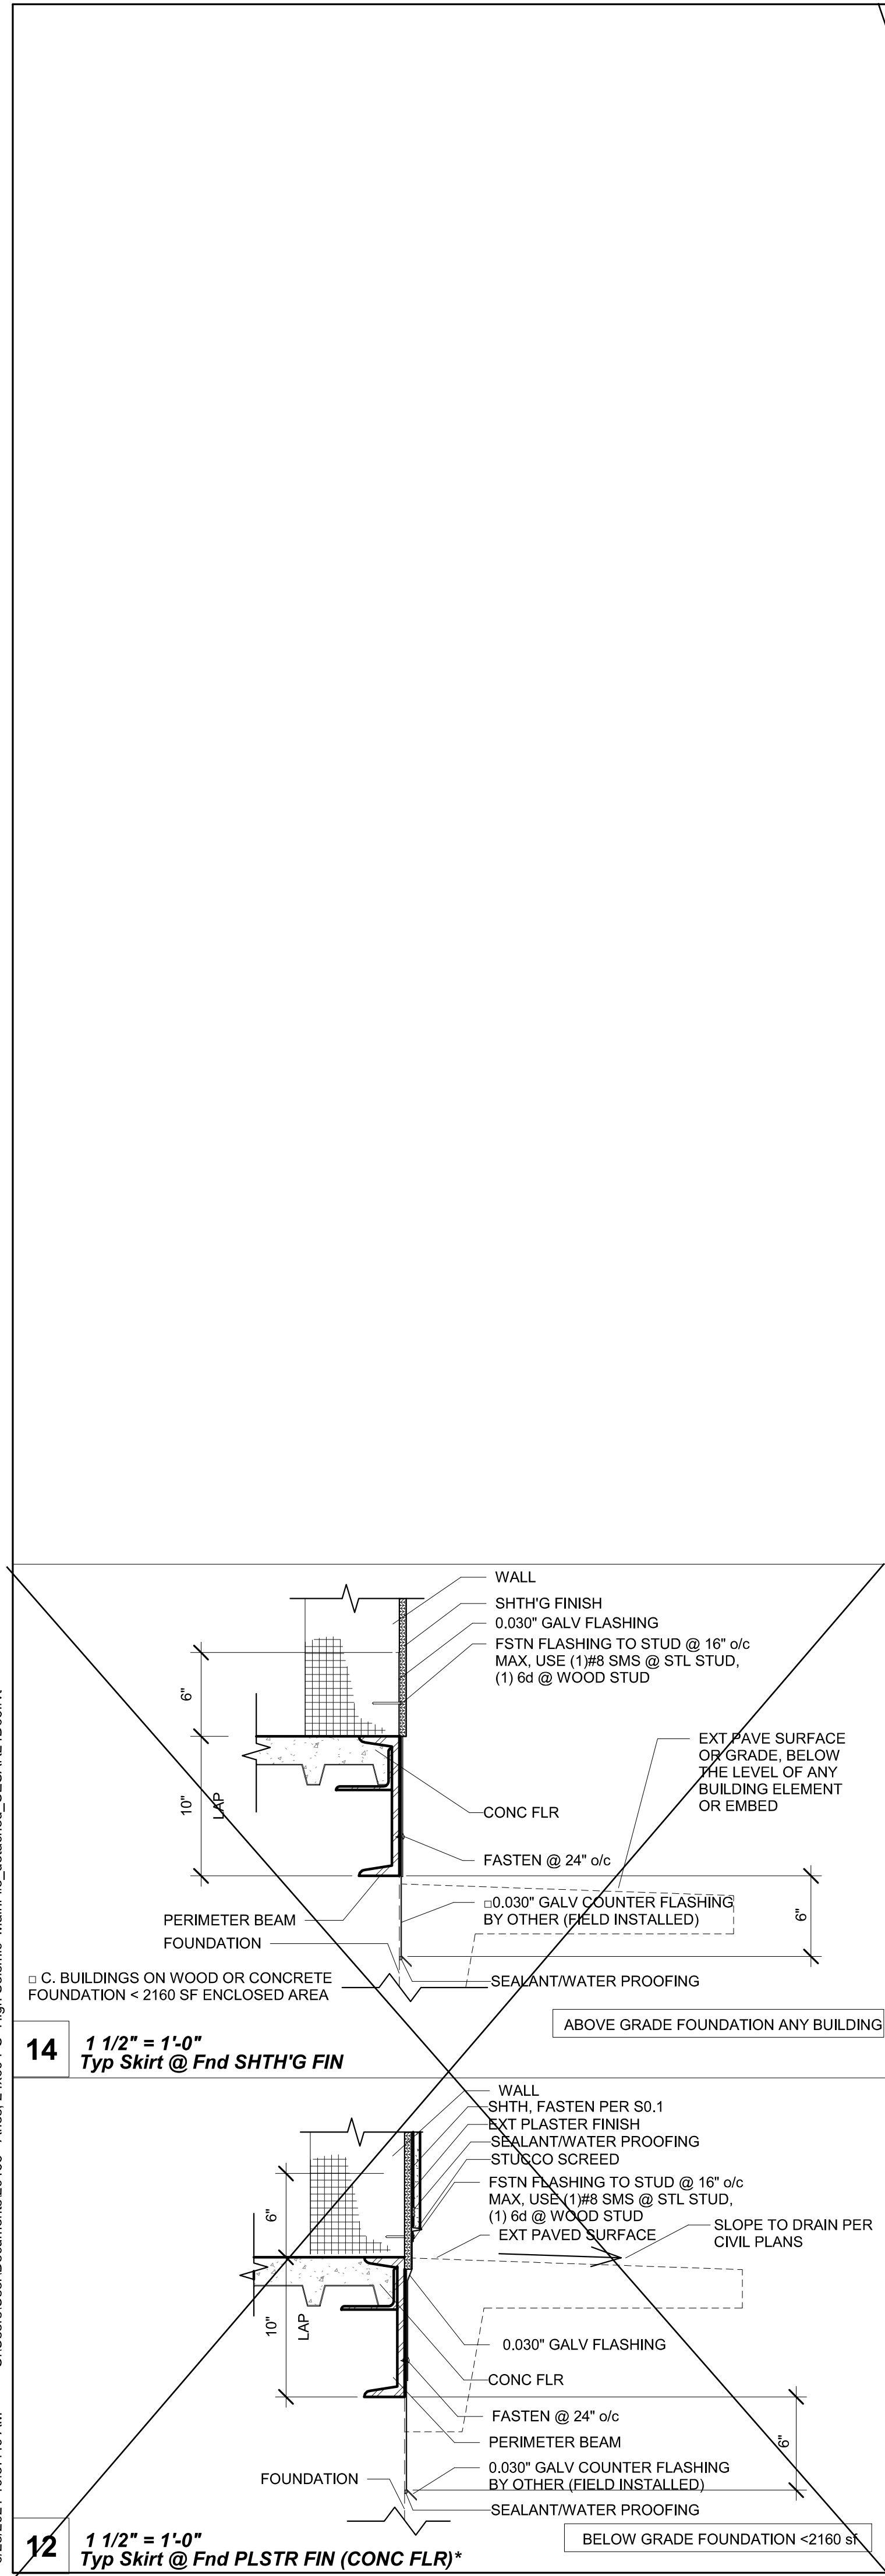 WALL
SHTH'G FINISH
0.030" GALV FLASHING
FSTN FLASHING TO STUD @ 16" o/c
MAX, USE (1)#8 SMS @ STL STUD,
(1) 6d @ WOOD STUD
6"
10"
LAP
EXT PAVE SURFACE
OR GRADE, BELOW
THE LEVEL OF ANY
BUILDING ELEMENT
OR EMBED
CONC FLR
FASTEN @ 24" o/c
□0.030" GALV COUNTER FLASHING
BY OTHER (FIELD INSTALLED)
6"
PERIMETER BEAM
FOUNDATION
SEALANT/WATER PROOFING
□ C. BUILDINGS ON WOOD OR CONCRETE
FOUNDATION < 2160 SF ENCLOSED AREA
ABOVE GRADE FOUNDATION ANY BUILDING
14
1 1/2" = 1'-0"
Typ Skirt @ Fnd SHTH'G FIN
WALL
SHTH, FASTEN PER S0.1
EXT PLASTER FINISH
SEALANT/WATER PROOFING
STUCCO SCREED
FSTN FLASHING TO STUD @ 16" o/c
MAX, USE (1)#8 SMS @ STL STUD,
(1) 6d @ WOOD STUD
EXT PAVED SURFACE
SLOPE TO DRAIN PER
CIVIL PLANS
6"
10"
LAP
0.030" GALV FLASHING
CONC FLR
FASTEN @ 24" o/c
PERIMETER BEAM
6"
0.030" GALV COUNTER FLASHING
BY OTHER (FIELD INSTALLED)
FOUNDATION
SEALANT/WATER PROOFING
BELOW GRADE FOUNDATION <2160 sf
12
1 1/2" = 1'-0"
Typ Skirt @ Fnd PLSTR FIN (CONC FLR)*